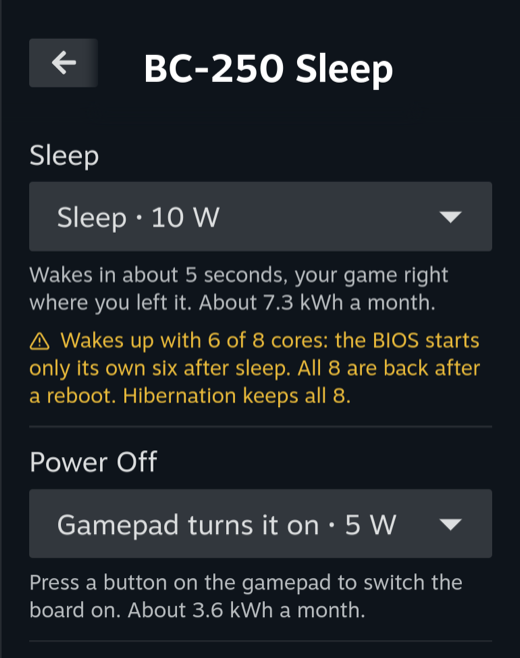 BC-250 Sleep
Sleep
Sleep · 10 W
Wakes in about 5 seconds, your game right
where you left it. About 7.3 kWh a month.
⚠ Wakes up with 6 of 8 cores: the BIOS starts
only its own six after sleep. All 8 are back after
a reboot. Hibernation keeps all 8.
Power Off
Gamepad turns it on · 5 W
Press a button on the gamepad to switch the
board on. About 3.6 kWh a month.